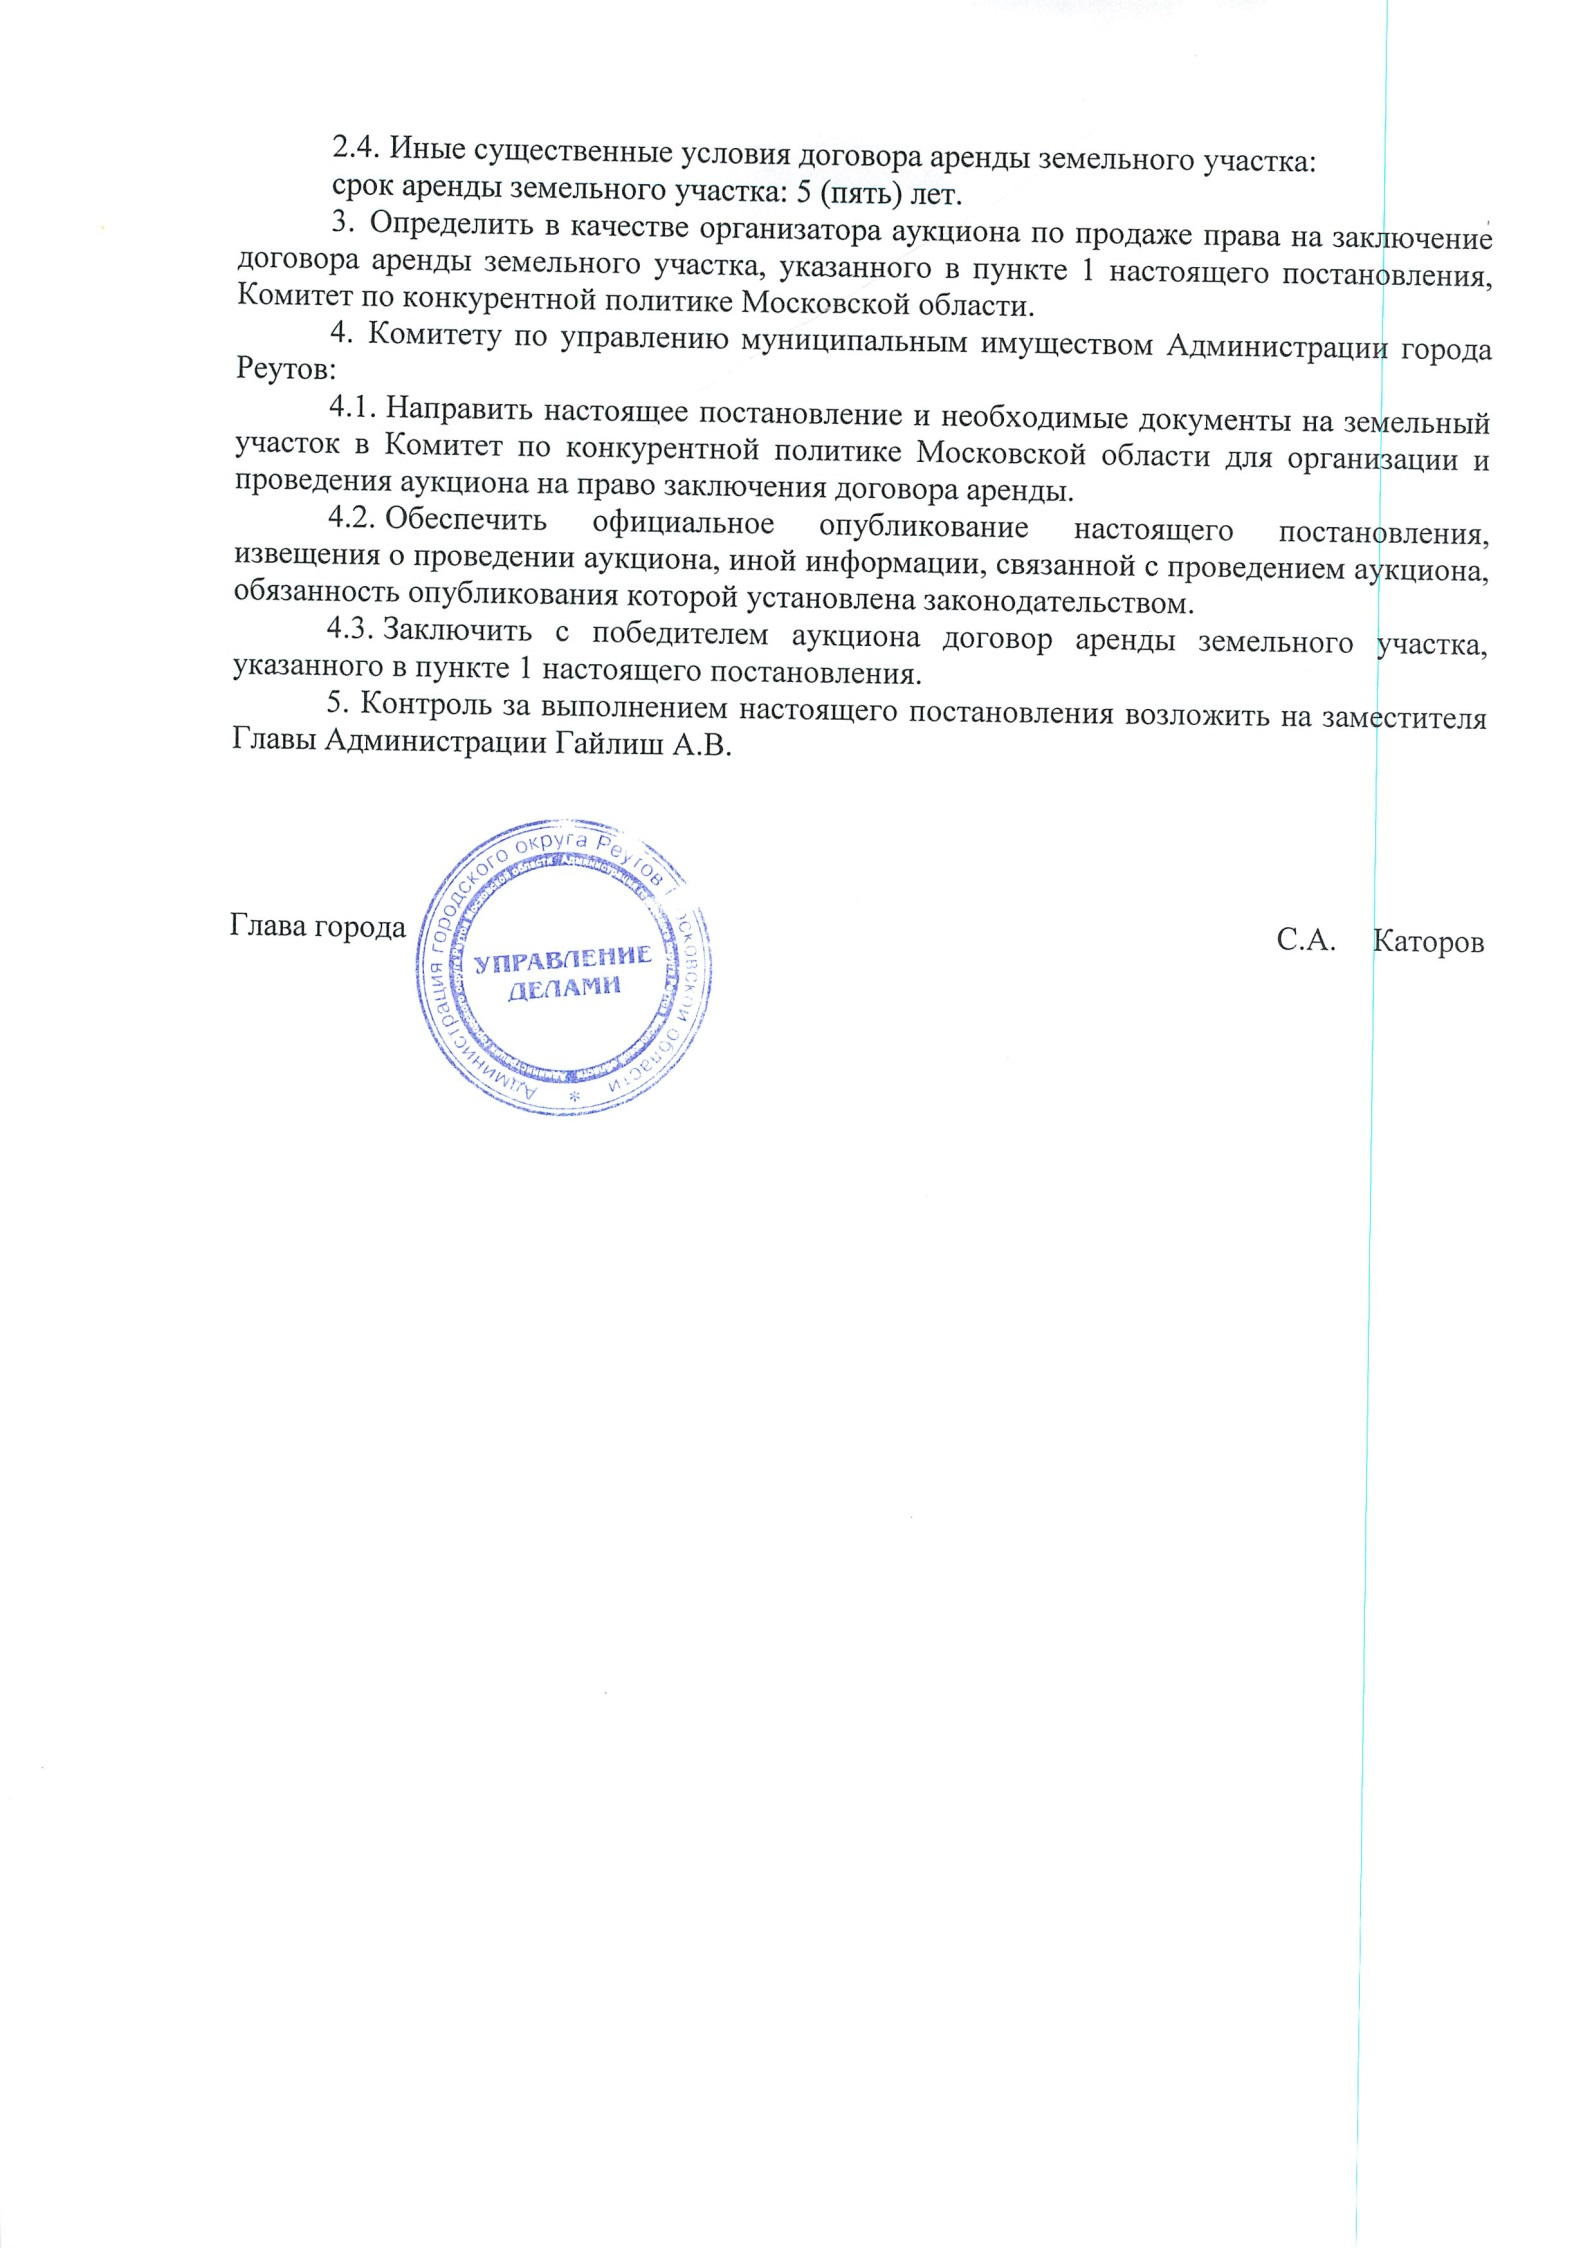 2.4. Иные существенные условия договора аренды земельного участка:
срок аренды земельного участка: 5 (пять) лет.
3. Определить в качестве организатора аукциона по продаже права на заключение
договора аренды земельного участка, указанного в пункте 1 настоящего постановления,
Комитет по конкурентной политике Московской области.
4. Комитету по управлению муниципальным имуществом Администрации города
Реутов:
4.1. Направить настоящее постановление и необходимые документы на земельный
участок в Комитет по конкурентной политике Московской области для организации и
проведения аукциона на право заключения договора аренды.
4.2. Обеспечить официальное опубликование настоящего постановления,
извещения о проведении аукциона, иной информации, связанной с проведением аукциона,
обязанность опубликования которой установлена законодательством.
4.3. Заключить с победителем аукциона договор аренды земельного участка,
указанного в пункте 1 настоящего постановления.
5. Контроль за выполнением настоящего постановления возложить на заместителя
Главы Администрации Гайлиш А.В.
Глава города
С.А. Каторов
Администрация городского округа Реутов Московской области *
УПРАВЛЕНИЕ
ДЕЛАМИ